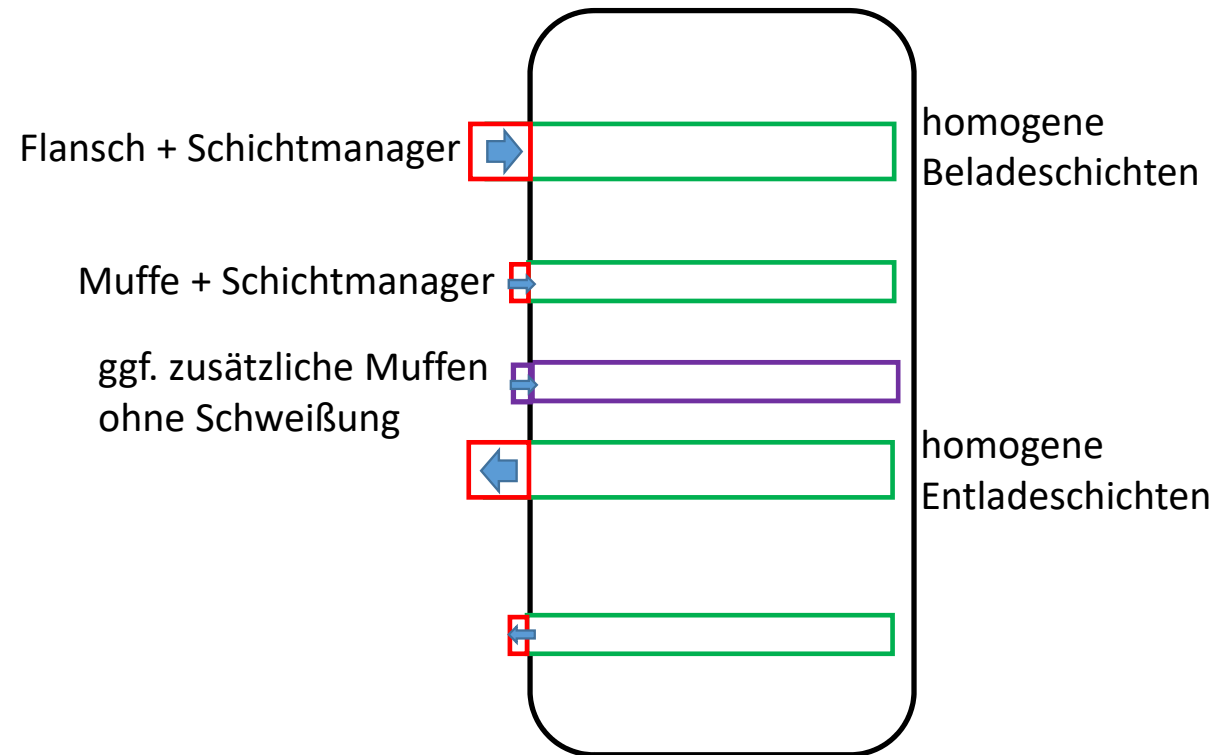 homogene
Beladeschichten
Flansch + Schichtmanager
Muffe + Schichtmanager
ggf. zusätzliche Muffen
ohne Schweißung
homogene
Entladeschichten